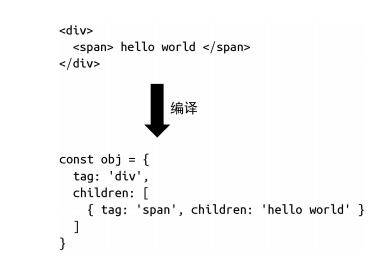 <div>
  <span> hello world </span>
</div>
编译
const obj = {
  tag: 'div',
  children: [
    { tag: 'span', children: 'hello world' }
  ]
}